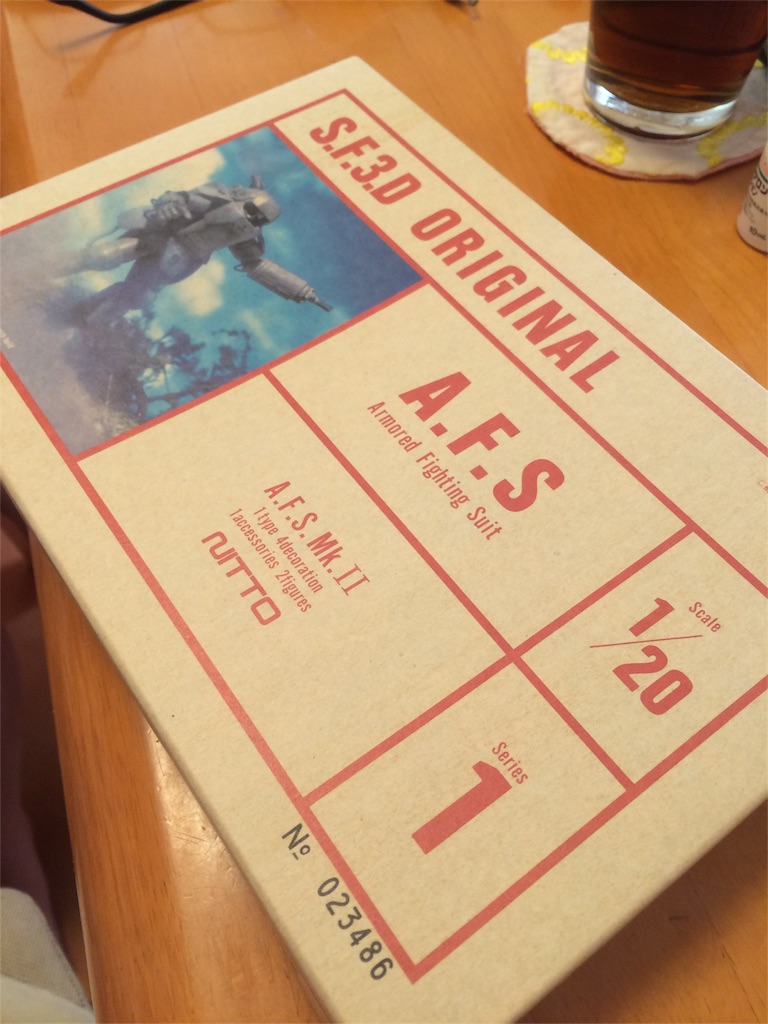 S.F.3.D ORIGINAL
A.F.S
Armored Fighting Suit
A.F.S.Mk.II
1type 4decoration
1accessories 2figures
NITTO
Scale
1/20
Series
1
№ 023486